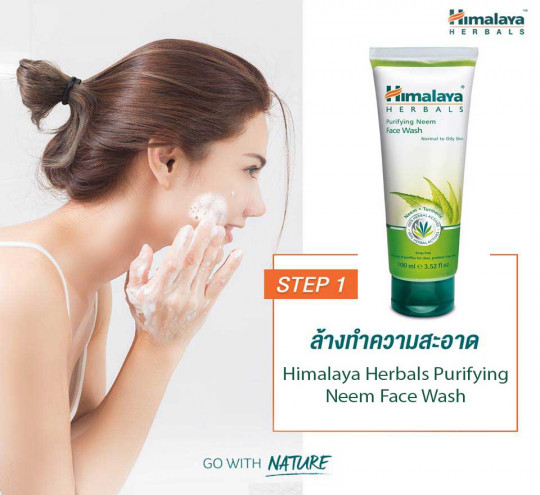 Himalaya
HERBALS
Himalaya
HERBALS
Purifying Neem
Face Wash
Normal to Oily Skin
Neem + Turmeric
100 ml ℮ 3.52 fl oz
STEP 1
ล้างทำความสะอาด
Himalaya Herbals Purifying
Neem Face Wash
GO WITH NATURE